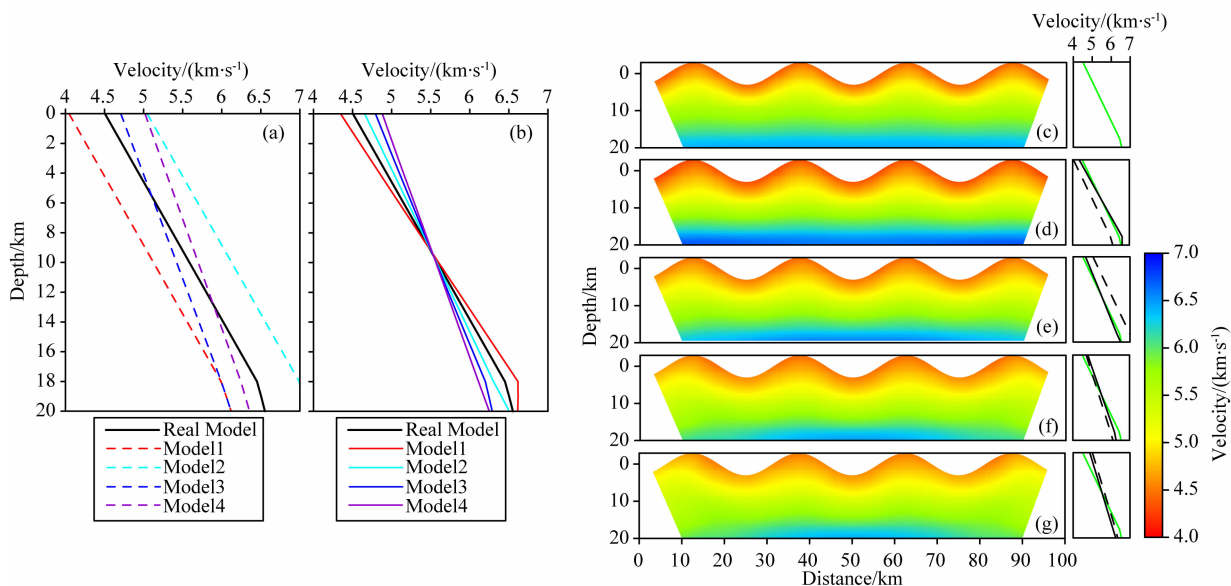 Velocity/(km·s⁻¹)
4 4.5 5 5.5 6 6.5 7
Velocity/(km·s⁻¹)
4 4.5 5 5.5 6 6.5 7
Depth/km
0
2
4
6
8
10
12
14
16
18
20
(a)
(b)
Real Model
Model1
Model2
Model3
Model4
Real Model
Model1
Model2
Model3
Model4
Velocity/(km·s⁻¹)
4 5 6 7
0
10
20
(c)
0
10
20
(d)
0
10
20
(e)
0
10
20
(f)
0
10
20
(g)
Depth/km
0 10 20 30 40 50 60 70 80 90 100
Distance/km
Velocity/(km·s⁻¹)
7.0
6.5
6.0
5.5
5.0
4.5
4.0